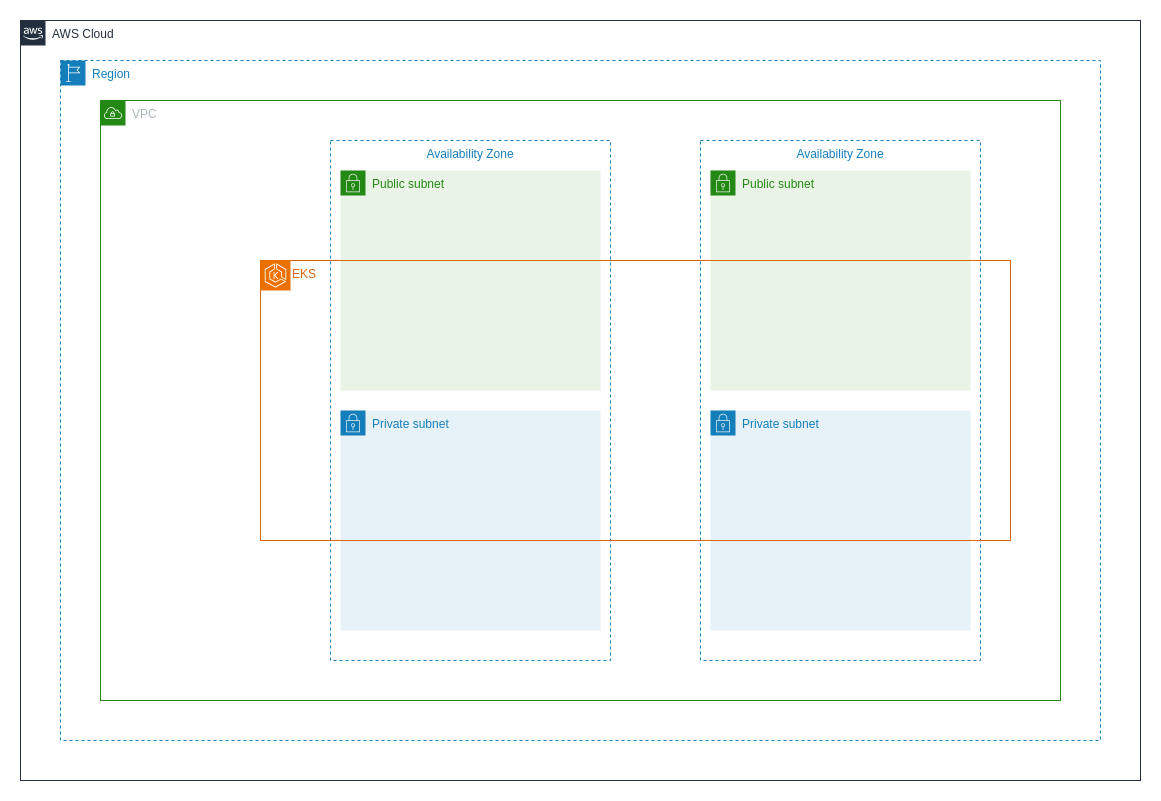 aws
AWS Cloud
Region
VPC
Availability Zone
Availability Zone
Public subnet
Public subnet
K
EKS
Private subnet
Private subnet